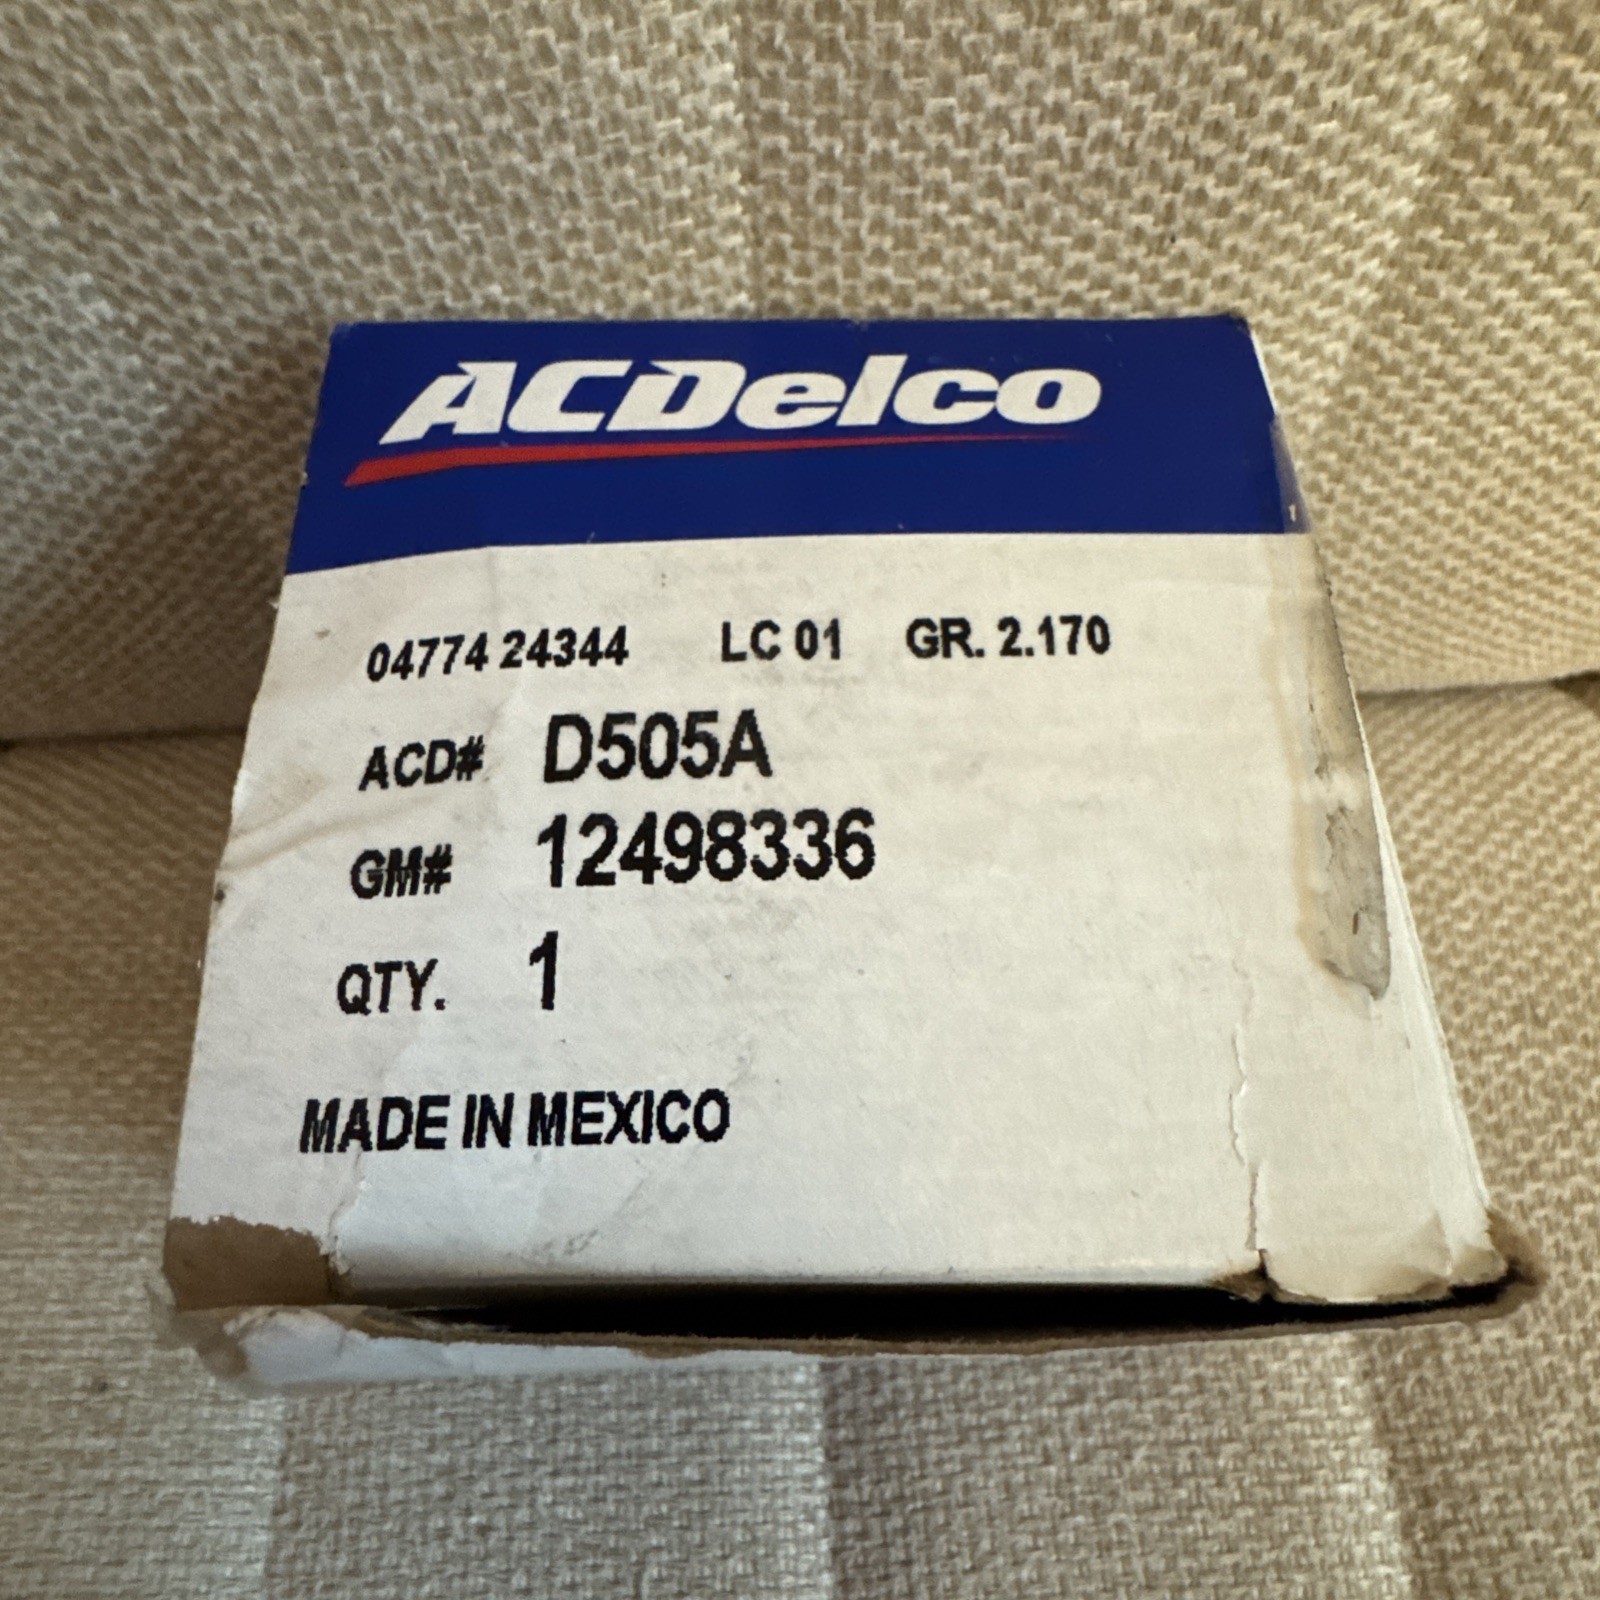 ACDelco
04774 24344 LC 01 GR. 2.170
ACD# D505A
GM# 12498336
QTY. 1
MADE IN MEXICO